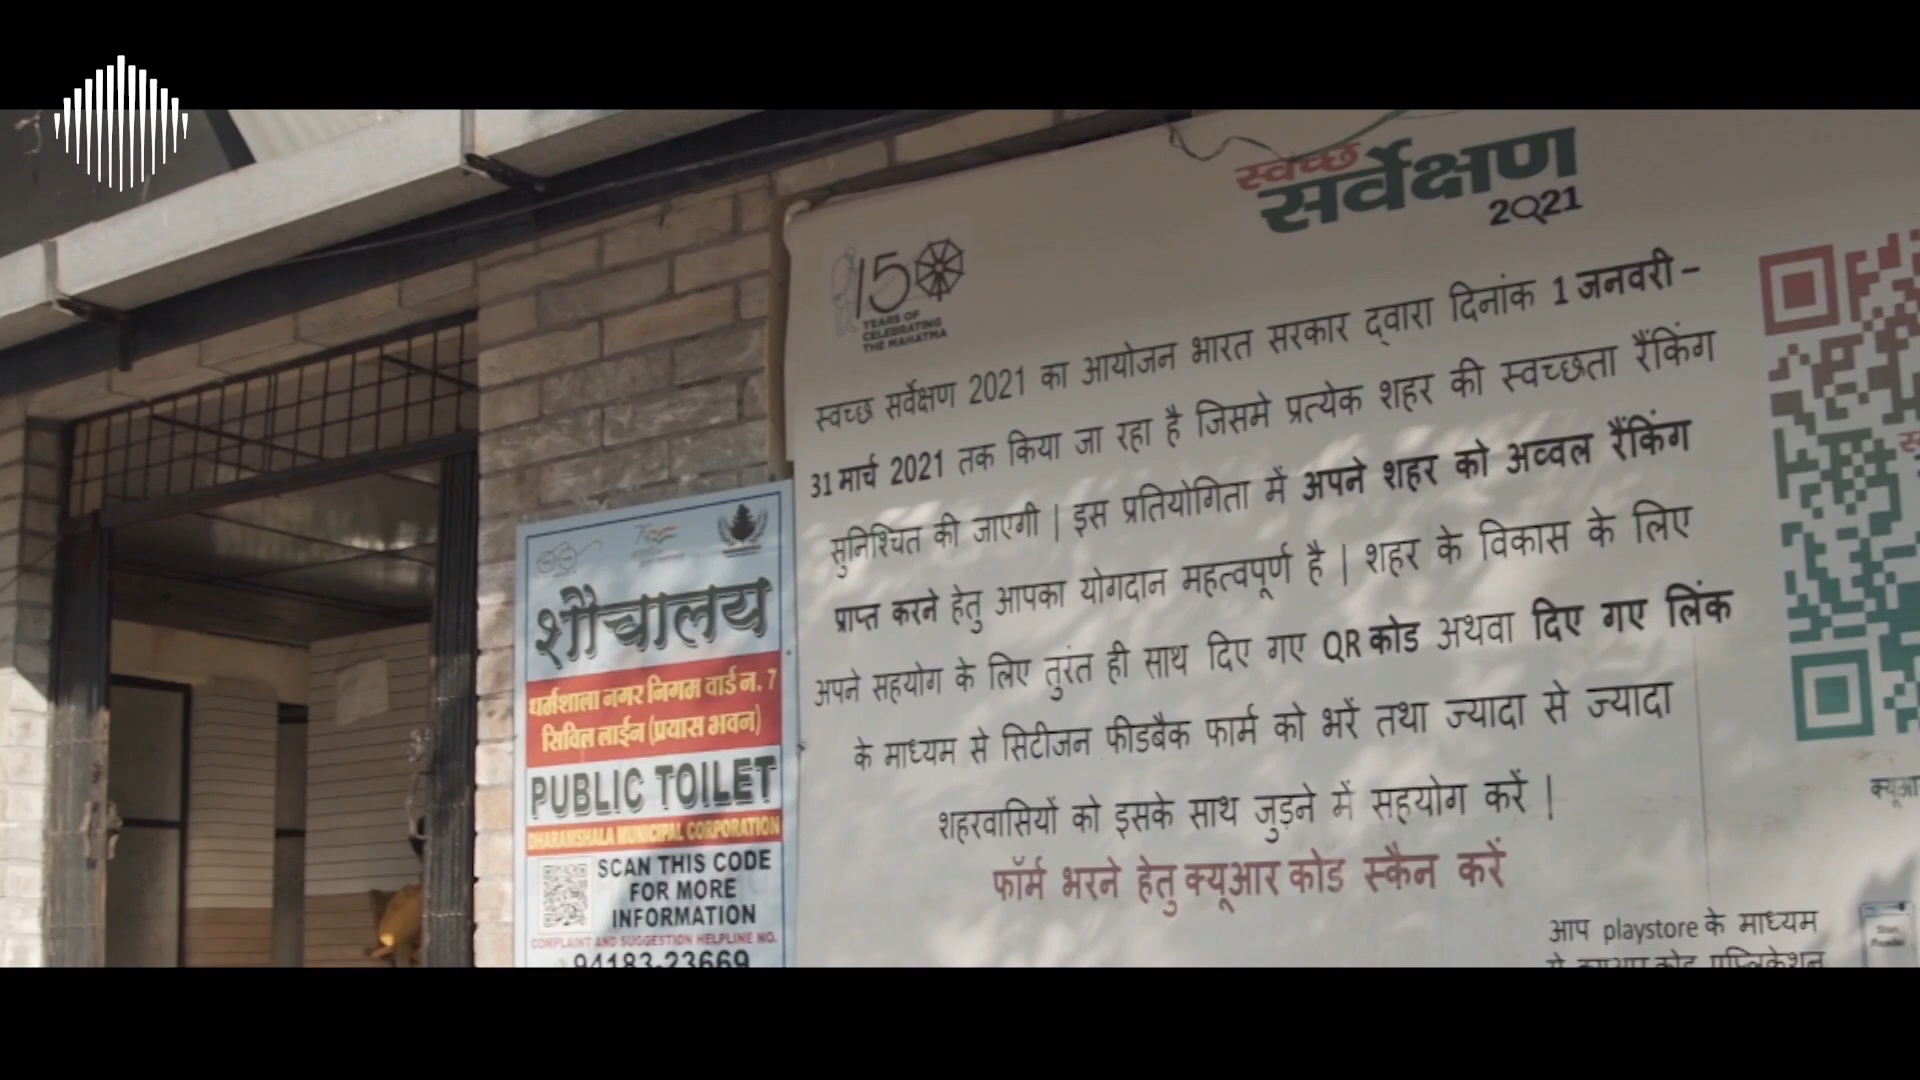 शौचालय
धर्मशाला नगर निगम वार्ड न. 7
सिविल लाईन (प्रयास भवन)
PUBLIC TOILET
DHARAMSHALA MUNICIPAL CORPORATION
SCAN THIS CODE
FOR MORE
INFORMATION
COMPLAINT AND SUGGESTION HELPLINE NO.
94183-23669
150
YEARS OF
CELEBRATING
THE MAHATMA
स्वच्छ
सर्वेक्षण
2021
स्वच्छ सर्वेक्षण 2021 का आयोजन भारत सरकार द्वारा दिनांक 1 जनवरी -
31 मार्च 2021 तक किया जा रहा है जिसमे प्रत्येक शहर की स्वच्छता रैंकिंग
सुनिश्चित की जाएगी | इस प्रतियोगिता में अपने शहर को अव्वल रैंकिंग
प्राप्त करने हेतु आपका योगदान महत्वपूर्ण है | शहर के विकास के लिए
अपने सहयोग के लिए तुरंत ही साथ दिए गए QR कोड अथवा दिए गए लिंक
के माध्यम से सिटीजन फीडबैक फार्म को भरें तथा ज्यादा से ज्यादा
शहरवासियों को इसके साथ जुड़ने में सहयोग करें |
फॉर्म भरने हेतु क्यूआर कोड स्कैन करें
आप playstore के माध्यम